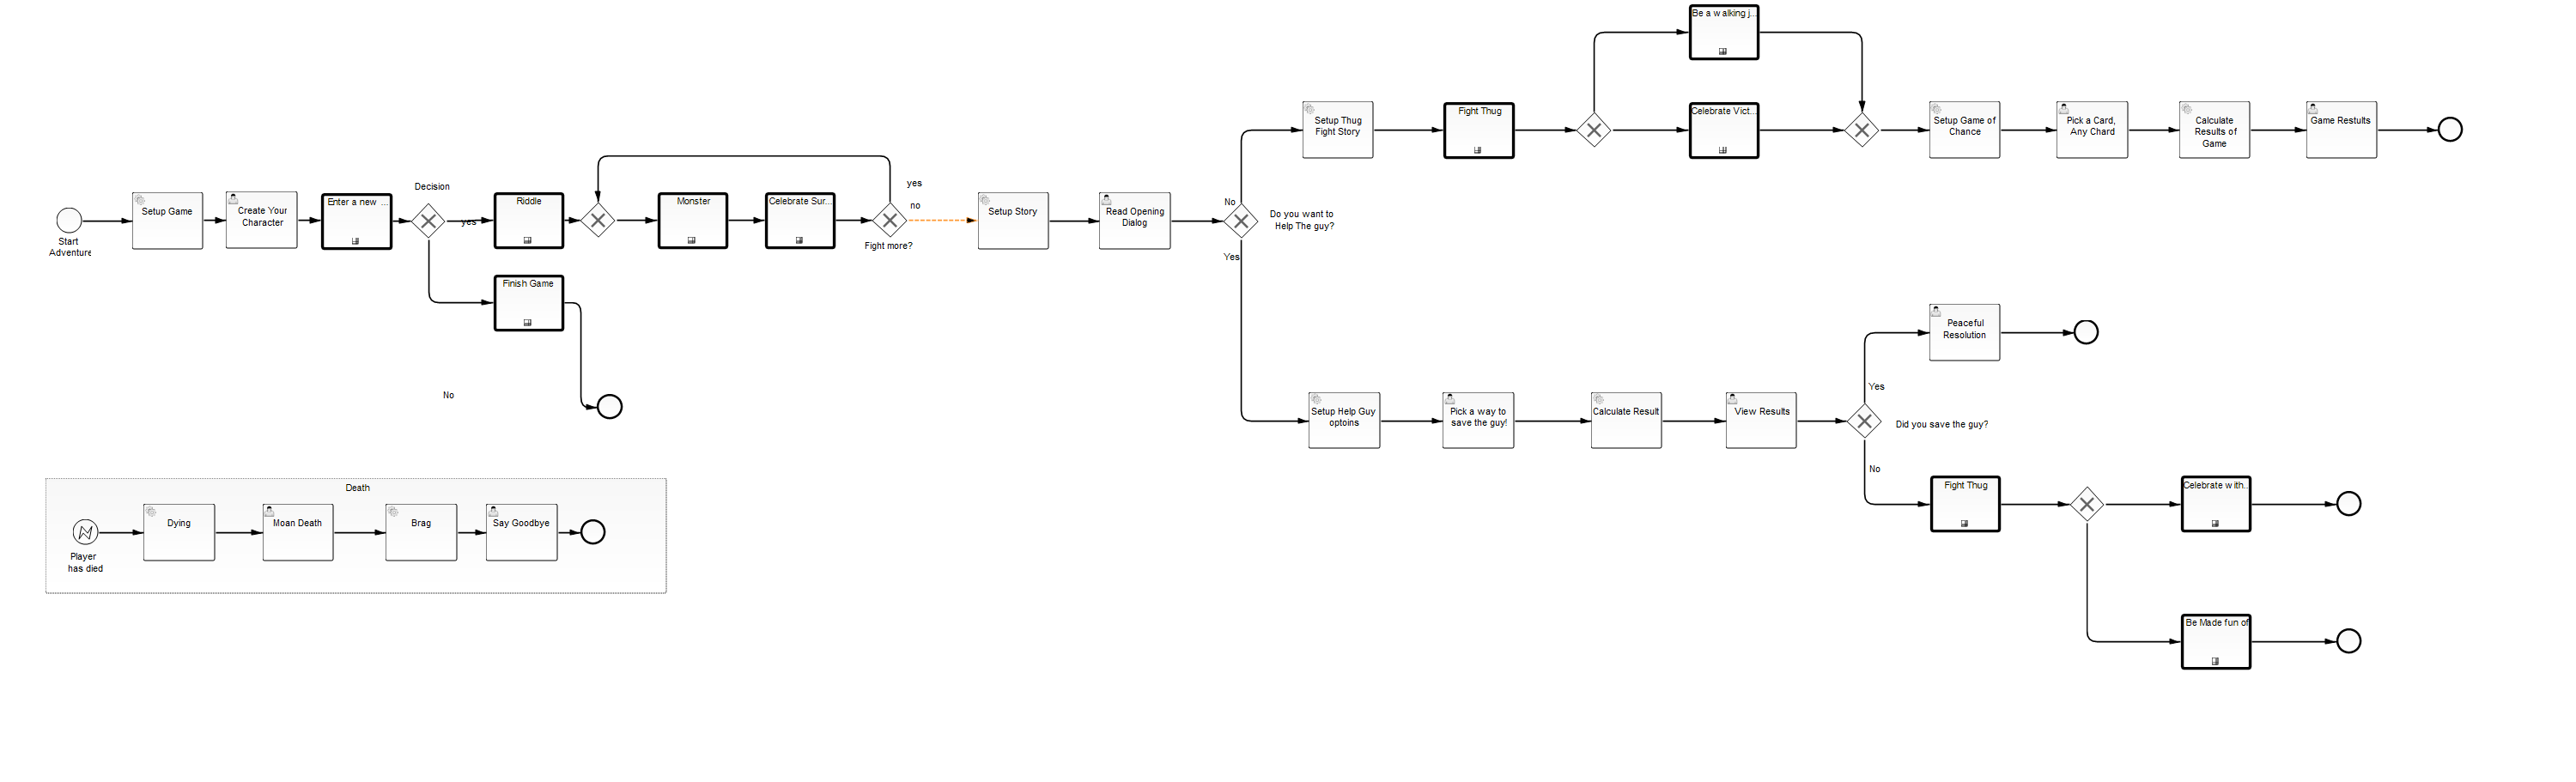 Be a walking j...
Setup Thug
Fight Story
Fight Thug
Celebrate Vict...
Setup Game of
Chance
Pick a Card,
Any Chard
Calculate
Results of
Game
Game Restults
Start
Adventure
Setup Game
Create Your
Character
Enter a new ...
Decision
yes
Riddle
Monster
Celebrate Sur...
yes
no
Fight more?
Setup Story
Read Opening
Dialog
No
Do you want to
Help The guy?
Yes
Finish Game
No
Peaceful
Resolution
Yes
Setup Help Guy
optoins
Pick a way to
save the guy!
Calculate Result
View Results
Did you save the guy?
No
Fight Thug
Celebrate with...
Be Made fun of
Death
Player
has died
Dying
Moan Death
Brag
Say Goodbye